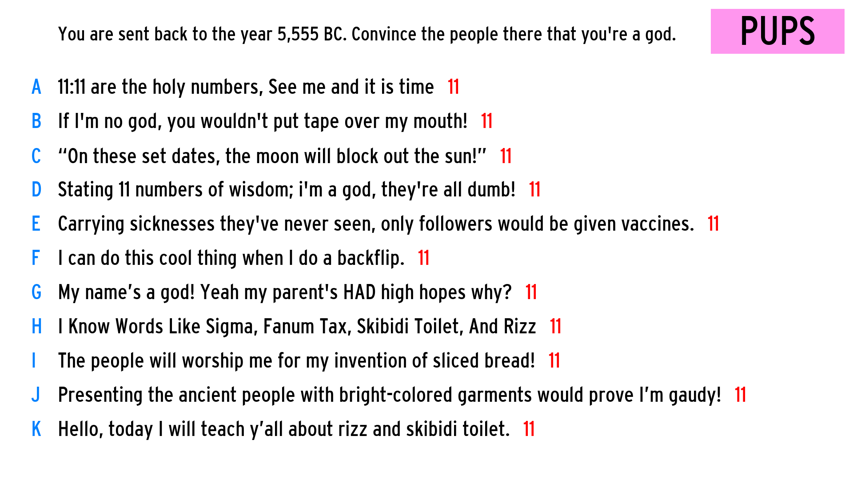 You are sent back to the year 5,555 BC. Convince the people there that you're a god.
PUPS
A 11:11 are the holy numbers, See me and it is time 11
B If I'm no god, you wouldn't put tape over my mouth! 11
C “On these set dates, the moon will block out the sun!” 11
D Stating 11 numbers of wisdom; i'm a god, they're all dumb! 11
E Carrying sicknesses they've never seen, only followers would be given vaccines. 11
F I can do this cool thing when I do a backflip. 11
G My name’s a god! Yeah my parent's HAD high hopes why? 11
H I Know Words Like Sigma, Fanum Tax, Skibidi Toilet, And Rizz 11
I The people will worship me for my invention of sliced bread! 11
J Presenting the ancient people with bright-colored garments would prove I’m gaudy! 11
K Hello, today I will teach y’all about rizz and skibidi toilet. 11